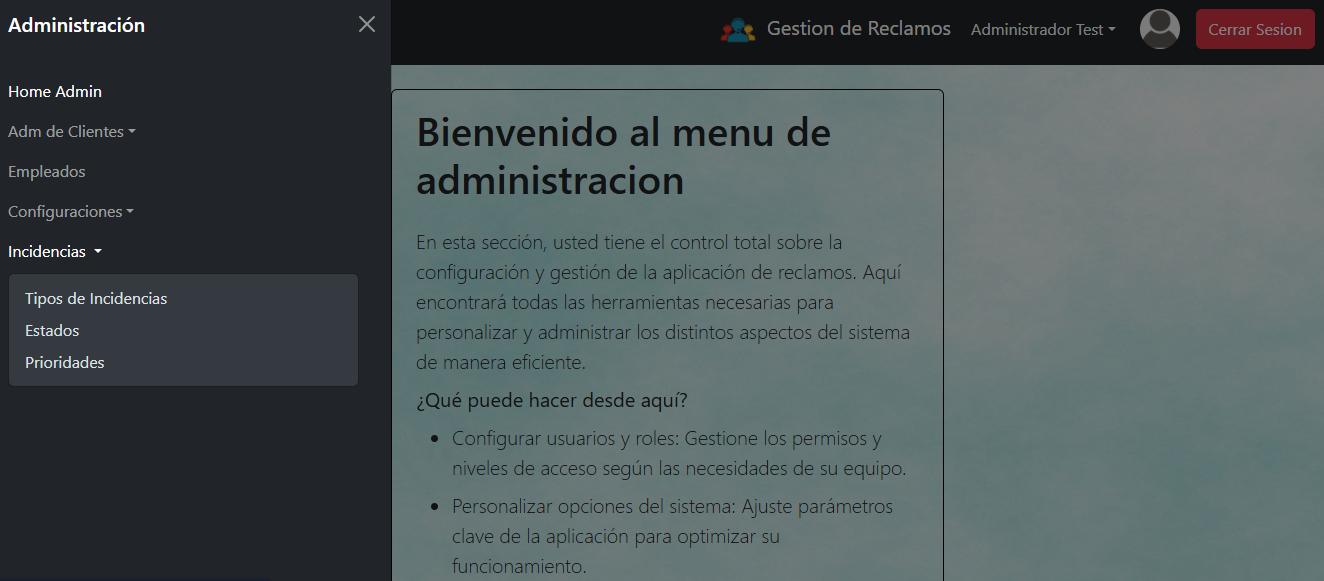 Administración
Gestion de Reclamos
Administrador Test
Cerrar Sesion
Home Admin
Adm de Clientes
Empleados
Configuraciones
Incidencias
Tipos de Incidencias
Estados
Prioridades
Bienvenido al menu de
administracion
En esta sección, usted tiene el control total sobre la
configuración y gestión de la aplicación de reclamos. Aquí
encontrará todas las herramientas necesarias para
personalizar y administrar los distintos aspectos del sistema
de manera eficiente.
¿Qué puede hacer desde aquí?
• Configurar usuarios y roles: Gestione los permisos y
niveles de acceso según las necesidades de su equipo.
• Personalizar opciones del sistema: Ajuste parámetros
clave de la aplicación para optimizar su
funcionamiento.